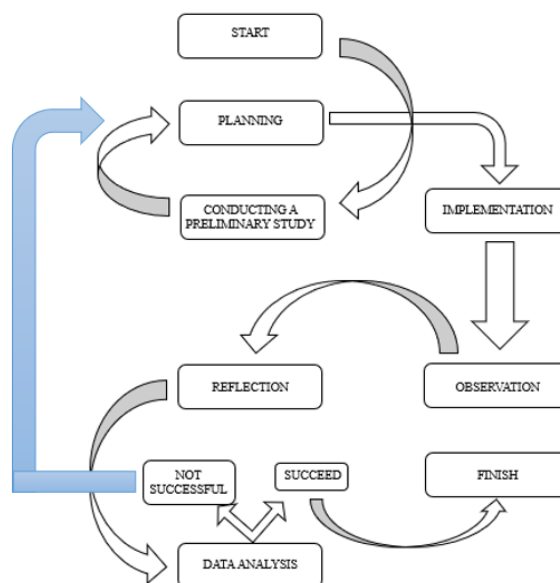 START
PLANNING
CONDUCTING A
PRELIMINARY STUDY
IMPLEMENTATION
REFLECTION
OBSERVATION
NOT
SUCCESSFUL
SUCCEED
FINISH
DATA ANALYSIS